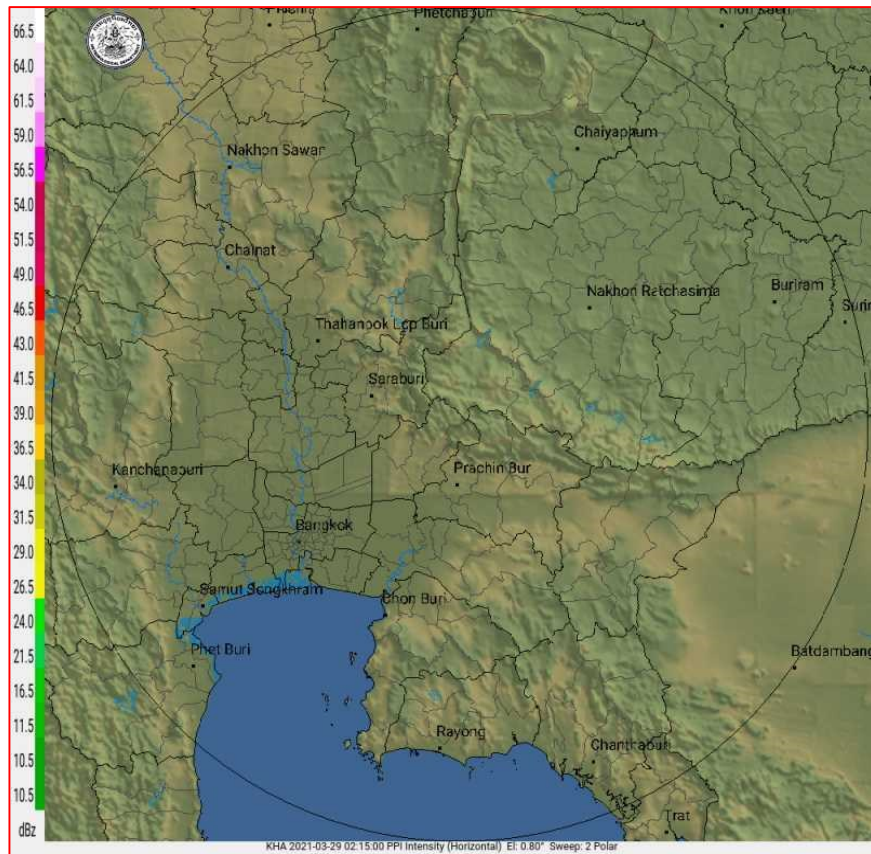 66.5
64.0
61.5
59.0
56.5
54.0
51.5
49.0
46.5
43.0
41.5
39.0
36.5
34.0
31.5
29.0
26.5
24.0
21.5
16.5
11.5
10.5
10.5
dBz
Phetchabun
Khon Kaen
Chaiyaphum
Nakhon Sawan
Chainat
Nakhon Ratchasima
Buriram
Surin
Thahanbok Lop Buri
Saraburi
Kanchanaburi
Prachin Bur
Bangkok
Samut Songkhram
Chon Buri
Phet Buri
Batdambang
Rayong
Chanthaburi
Trat
KHA 2021-03-29 02:15:00 PPI Intensity (Horizontal) El: 0.80° Sweep: 2 Polar